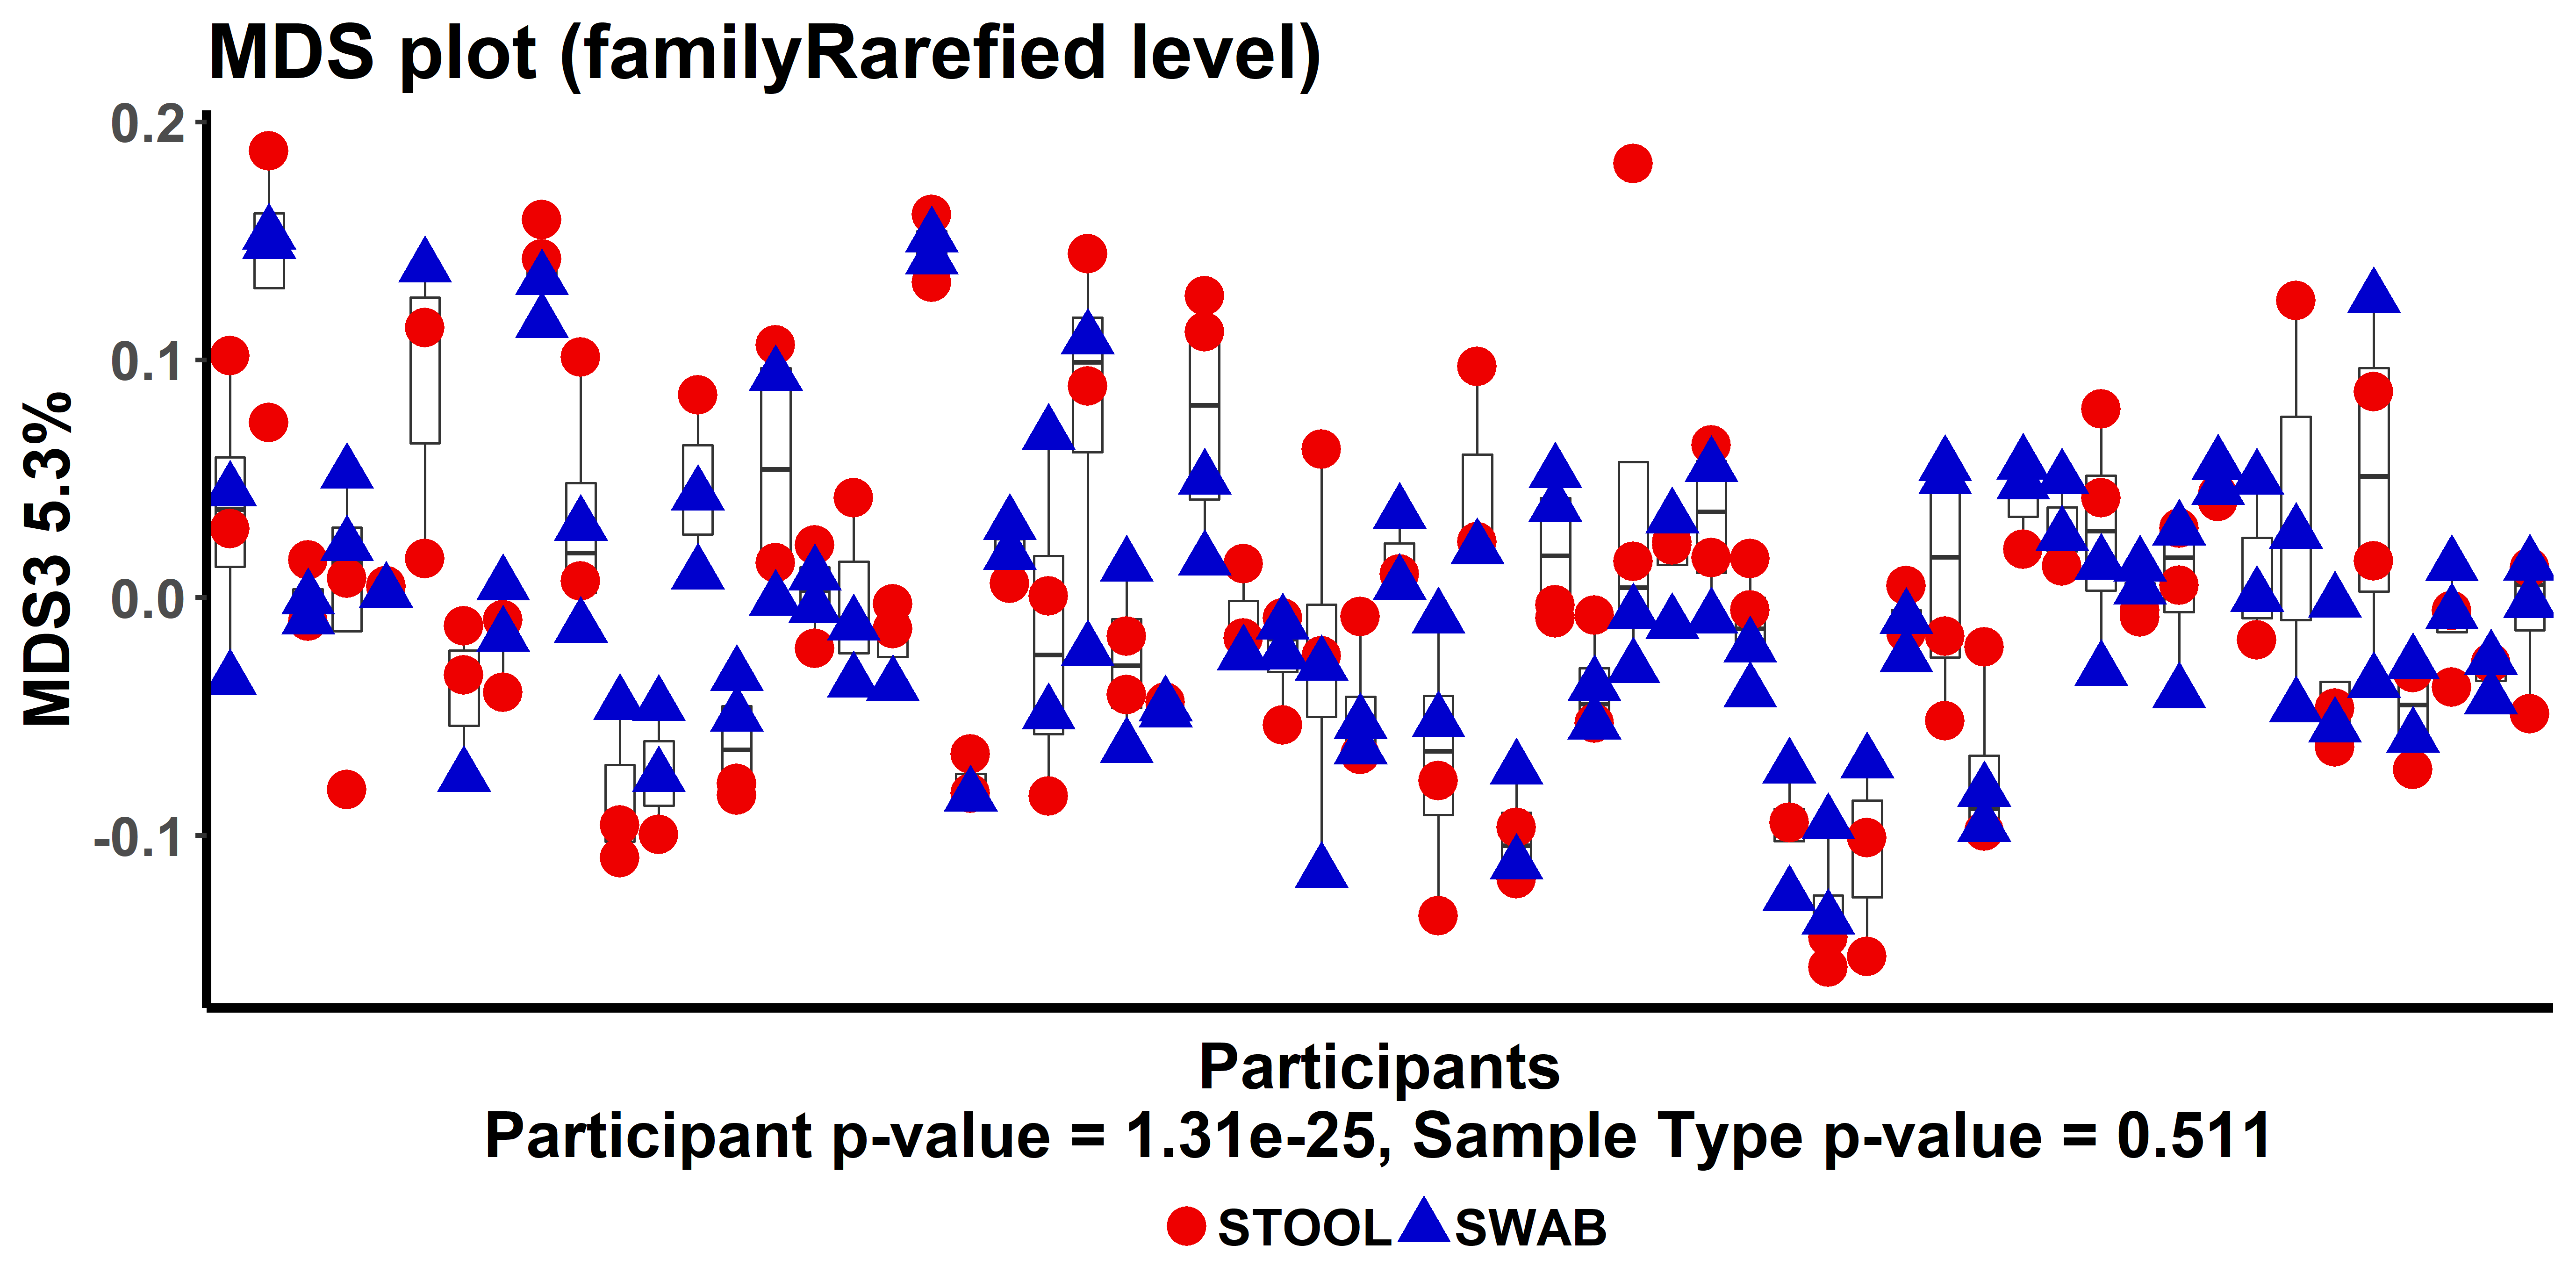 MDS plot (familyRarefied level)
0.2
0.1
0.0
-0.1
MDS3 5.3%
Participants
Participant p-value = 1.31e-25, Sample Type p-value = 0.511
STOOL SWAB